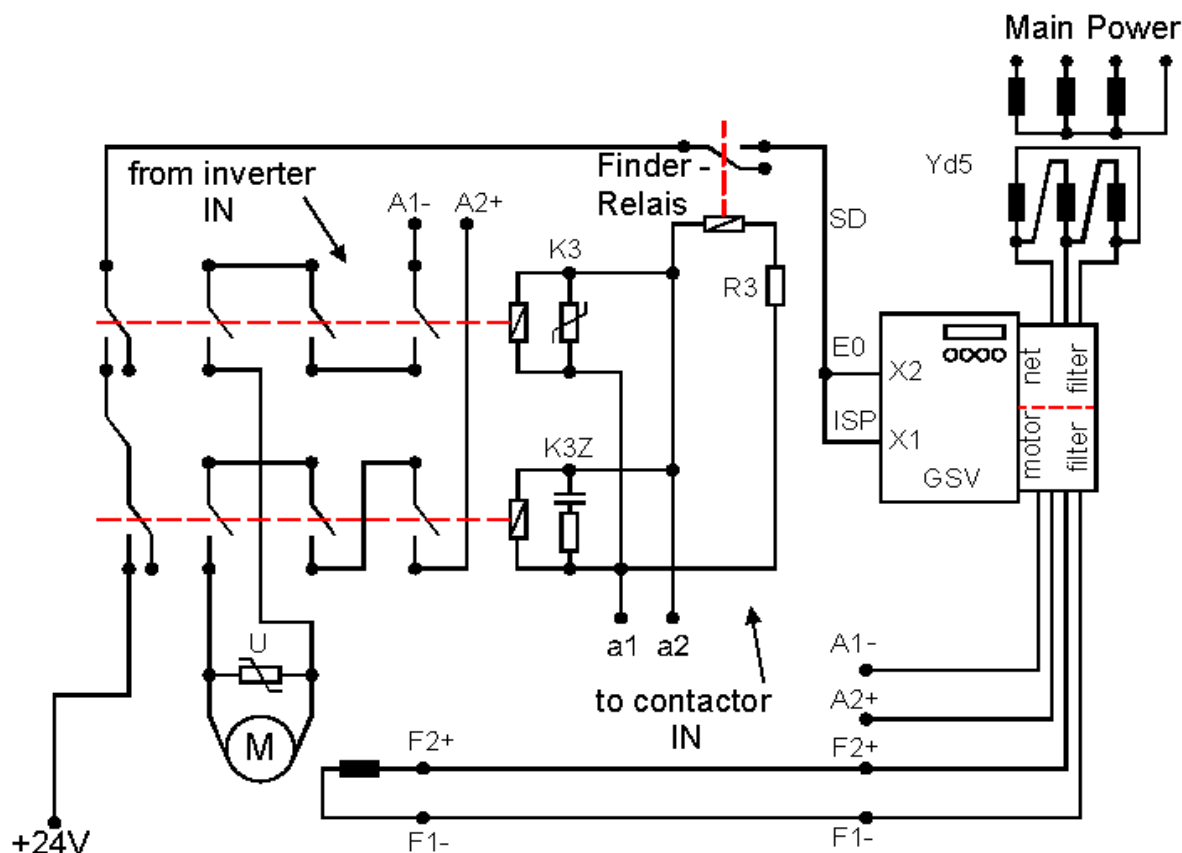 Main Power
from inverter
IN
A1-
A2+
Finder -
Relais
Yd5
K3
SD
R3
E0
X2
net
filter
ISP
X1
motor
filter
GSV
K3Z
U
a1
a2
to contactor
IN
A1-
A2+
M
F2+
F2+
+24V
F1-
F1-